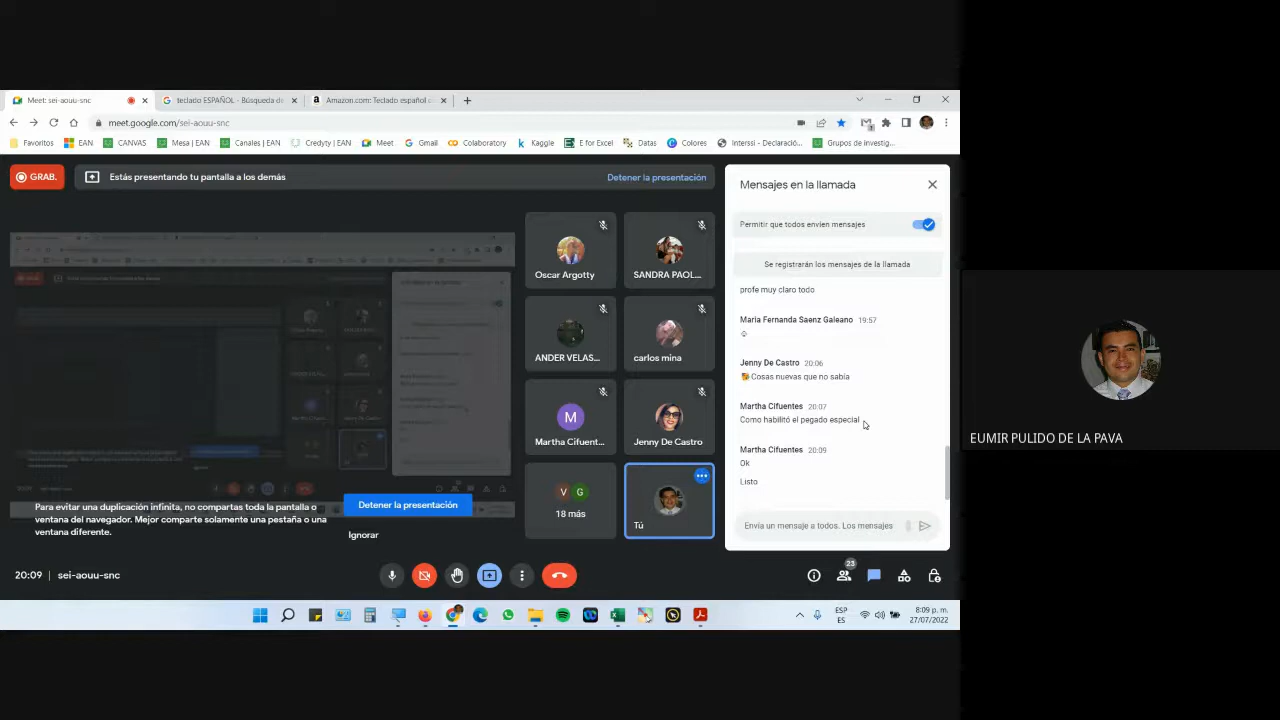 Meet: sei-aouu-snc
teclado ESPAÑOL - Búsqueda de
Amazon.com: Teclado español
meet.google.com/sei-aouu-snc
Favoritos
EAN
CANVAS
Mesa | EAN
Canales | EAN
Credyty | EAN
Meet
Gmail
Colaboratory
Kaggle
E for Excel
Datas
Colores
Interssi - Declaració...
Grupos de investig...
GRAB.
Estás presentando tu pantalla a los demás
Detener la presentación
Oscar Argotty
SANDRA PAOL...
ANDER VELAS...
carlos mina
M
Martha Cifuent...
Jenny De Castro
V G
18 más
Tú
Para evitar una duplicación infinita, no compartas toda la pantalla o
ventana del navegador. Mejor comparte solamente una pestaña o una
ventana diferente.
Detener la presentación
Ignorar
Mensajes en la llamada
Permitir que todos envíen mensajes
Se registrarán los mensajes de la llamada
profe muy claro todo
Maria Fernanda Saenz Galeano 19:57
Jenny De Castro 20:06
Cosas nuevas que no sabía
Martha Cifuentes 20:07
Como habilitó el pegado especial
Martha Cifuentes 20:09
Ok
Listo
Envía un mensaje a todos. Los mensajes
20:09 | sei-aouu-snc
23
ESP
ES
8:09 p. m.
27/07/2022
EUMIR PULIDO DE LA PAVA